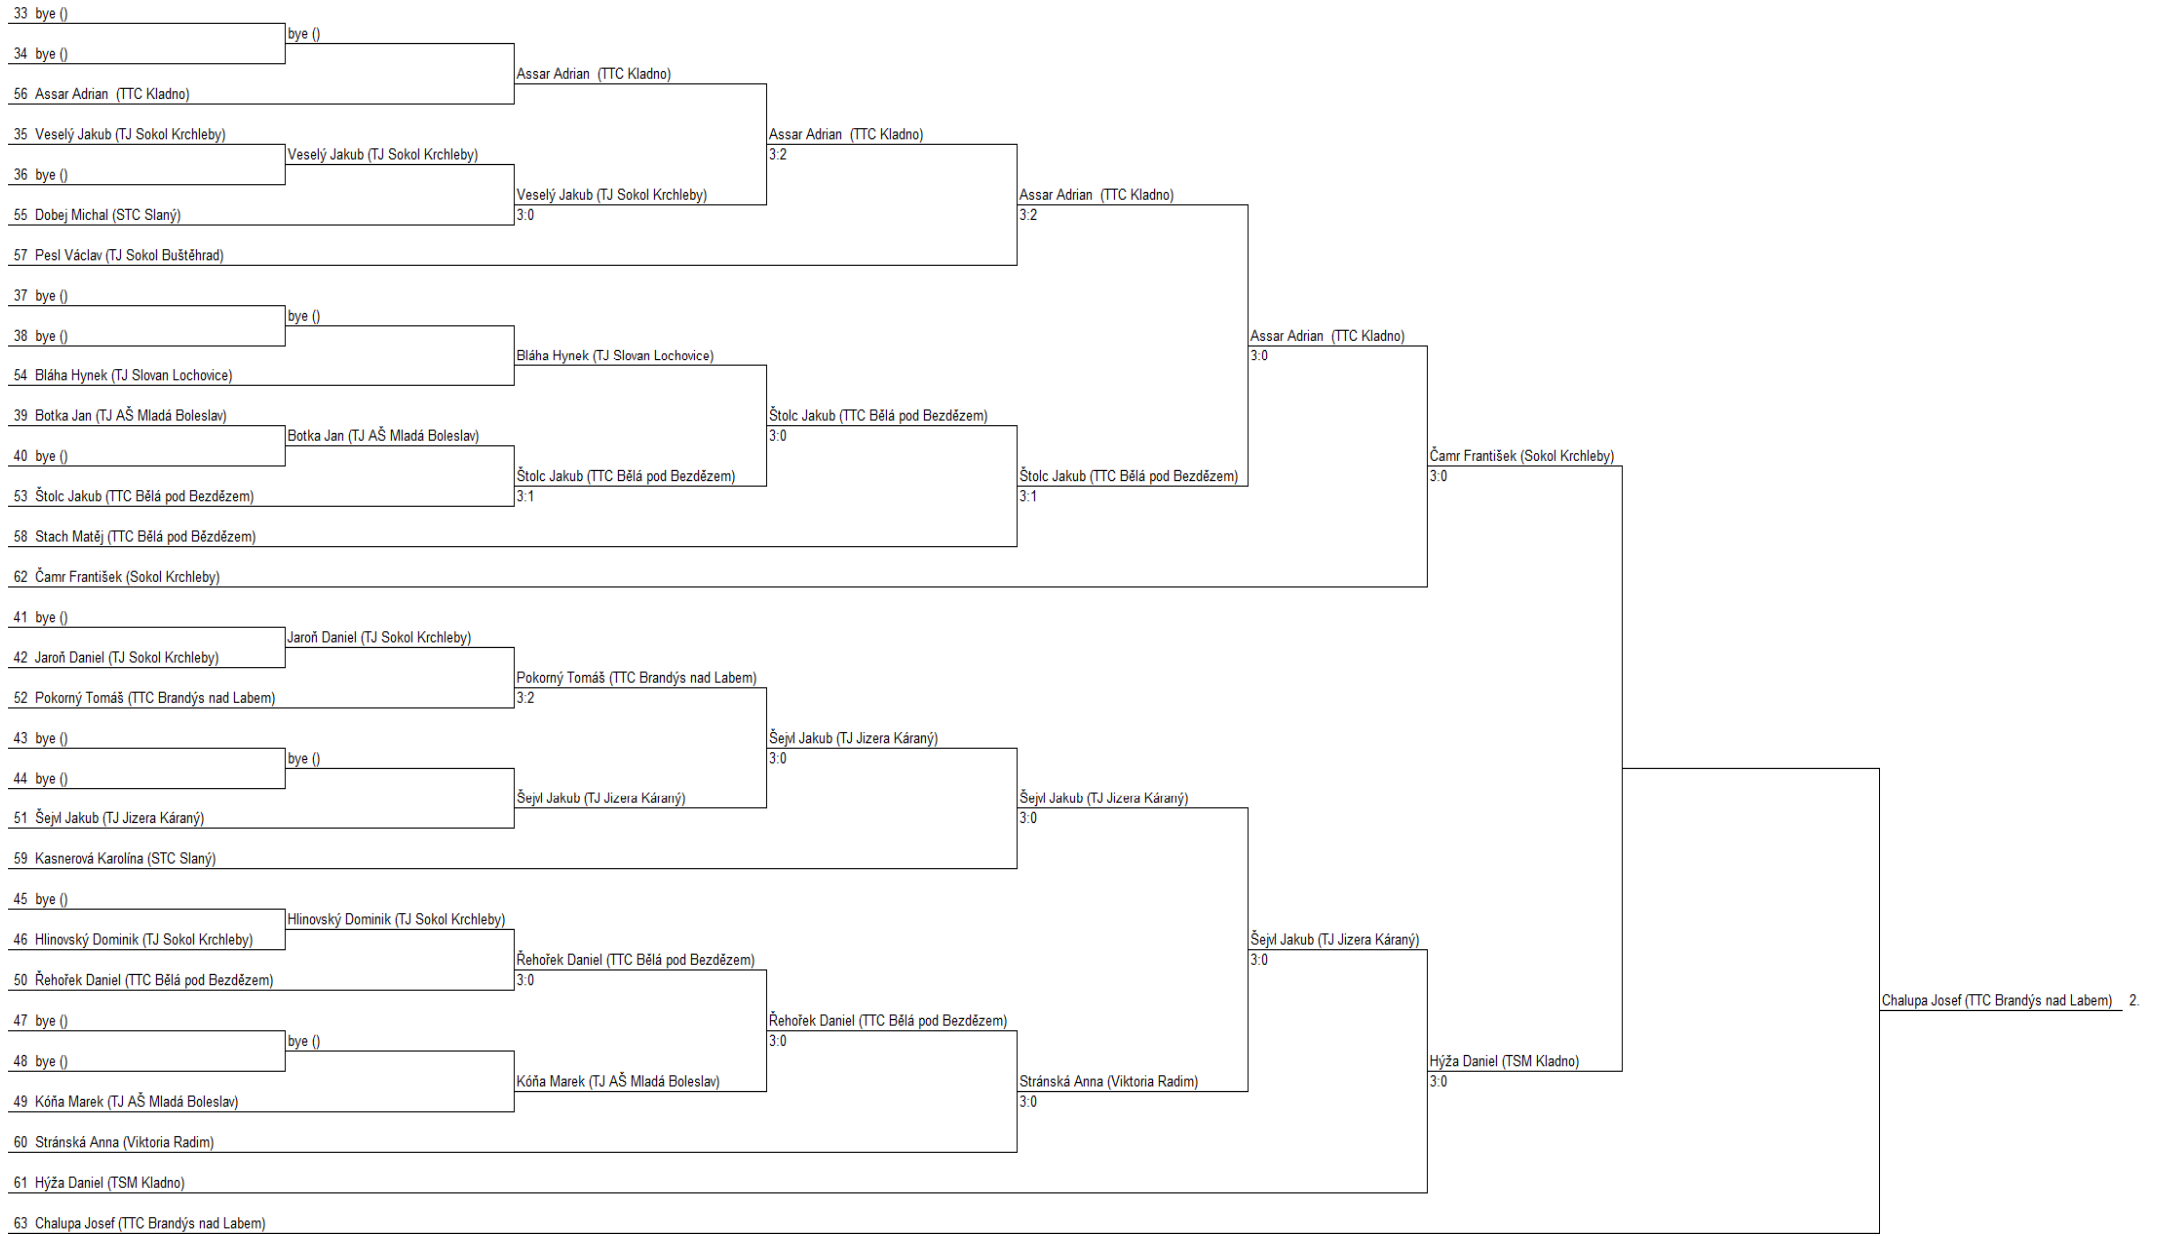 33 bye ()
bye ()
34 bye ()
Assar Adrian (TTC Kladno)
56 Assar Adrian (TTC Kladno)
35 Veselý Jakub (TJ Sokol Krchleby)
Assar Adrian (TTC Kladno)
3:2
Veselý Jakub (TJ Sokol Krchleby)
36 bye ()
Veselý Jakub (TJ Sokol Krchleby)
3:0
Assar Adrian (TTC Kladno)
3:2
55 Dobej Michal (STC Slaný)
57 Pesl Václav (TJ Sokol Buštěhrad)
37 bye ()
bye ()
38 bye ()
Assar Adrian (TTC Kladno)
3:0
Bláha Hynek (TJ Slovan Lochovice)
54 Bláha Hynek (TJ Slovan Lochovice)
39 Botka Jan (TJ AŠ Mladá Boleslav)
Štolc Jakub (TTC Bělá pod Bezdězem)
3:0
Botka Jan (TJ AŠ Mladá Boleslav)
40 bye ()
Čamr František (Sokol Krchleby)
3:0
Štolc Jakub (TTC Bělá pod Bezdězem)
3:1
Štolc Jakub (TTC Bělá pod Bezdězem)
3:1
53 Štolc Jakub (TTC Bělá pod Bezdězem)
58 Stach Matěj (TTC Bělá pod Bězdězem)
62 Čamr František (Sokol Krchleby)
41 bye ()
Jaroň Daniel (TJ Sokol Krchleby)
42 Jaroň Daniel (TJ Sokol Krchleby)
Pokorný Tomáš (TTC Brandýs nad Labem)
3:2
52 Pokorný Tomáš (TTC Brandýs nad Labem)
43 bye ()
Šejvl Jakub (TJ Jizera Káraný)
3:0
bye ()
44 bye ()
Šejvl Jakub (TJ Jizera Káraný)
Šejvl Jakub (TJ Jizera Káraný)
3:0
51 Šejvl Jakub (TJ Jizera Káraný)
59 Kasnerová Karolína (STC Slaný)
45 bye ()
Hlinovský Dominik (TJ Sokol Krchleby)
46 Hlinovský Dominik (TJ Sokol Krchleby)
Šejvl Jakub (TJ Jizera Káraný)
3:0
Řehořek Daniel (TTC Bělá pod Bezdězem)
3:0
50 Řehořek Daniel (TTC Bělá pod Bezdězem)
Chalupa Josef (TTC Brandýs nad Labem) 2.
47 bye ()
Řehořek Daniel (TTC Bělá pod Bezdězem)
3:0
bye ()
48 bye ()
Hýža Daniel (TSM Kladno)
3:0
Kóňa Marek (TJ AŠ Mladá Boleslav)
Stránská Anna (Viktoria Radim)
3:0
49 Kóňa Marek (TJ AŠ Mladá Boleslav)
60 Stránská Anna (Viktoria Radim)
61 Hýža Daniel (TSM Kladno)
63 Chalupa Josef (TTC Brandýs nad Labem)